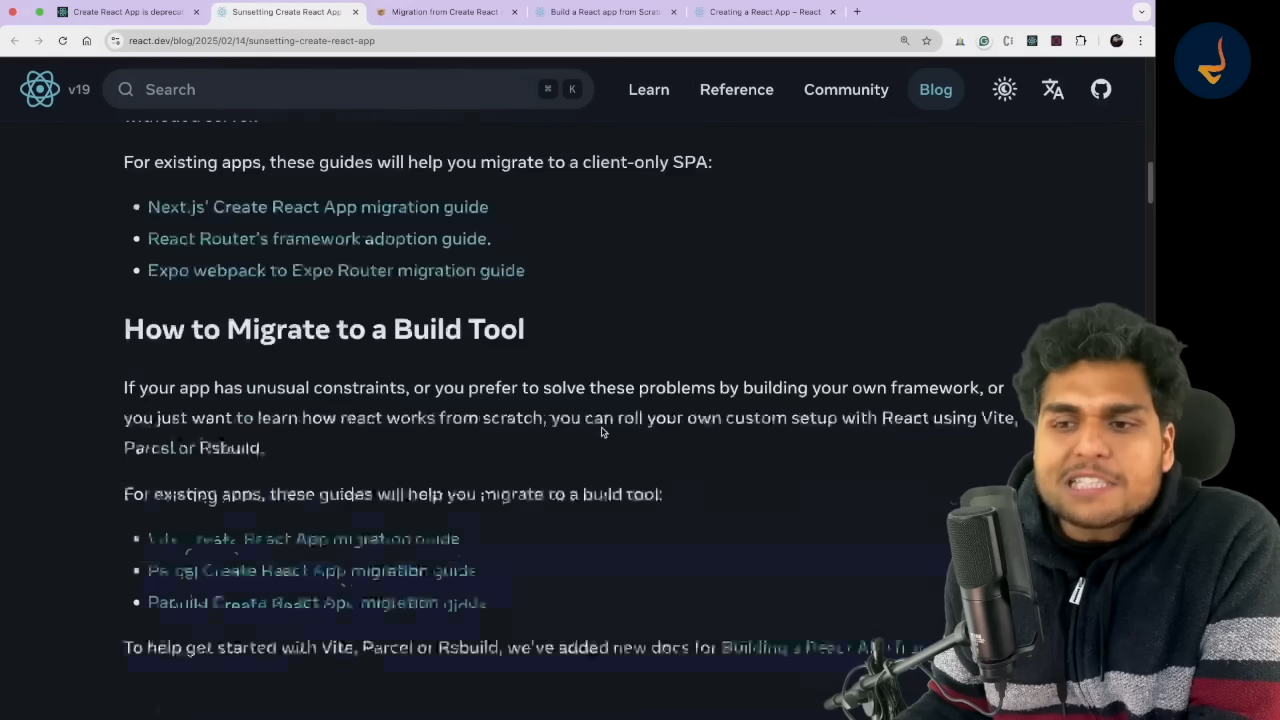 Create React App is deprecat
Sunsetting Create React App
Migration from Create React
Build a React app from Scrat
Creating a React App – React
react.dev/blog/2025/02/14/sunsetting-create-react-app
v19
Search
⌘ K
Learn
Reference
Community
Blog
For existing apps, these guides will help you migrate to a client-only SPA:
• Next.js' Create React App migration guide
• React Router's framework adoption guide.
• Expo webpack to Expo Router migration guide
How to Migrate to a Build Tool
If your app has unusual constraints, or you prefer to solve these problems by building your own framework, or
you just want to learn how react works from scratch, you can roll your own custom setup with React using Vite,
Parcel or Rsbuild.
For existing apps, these guides will help you migrate to a build tool:
• Create React App migration guide
• Create React App migration guide
• Create React App migration guide
To help get started with Vite, Parcel or Rsbuild, we've added new docs for Building a React App